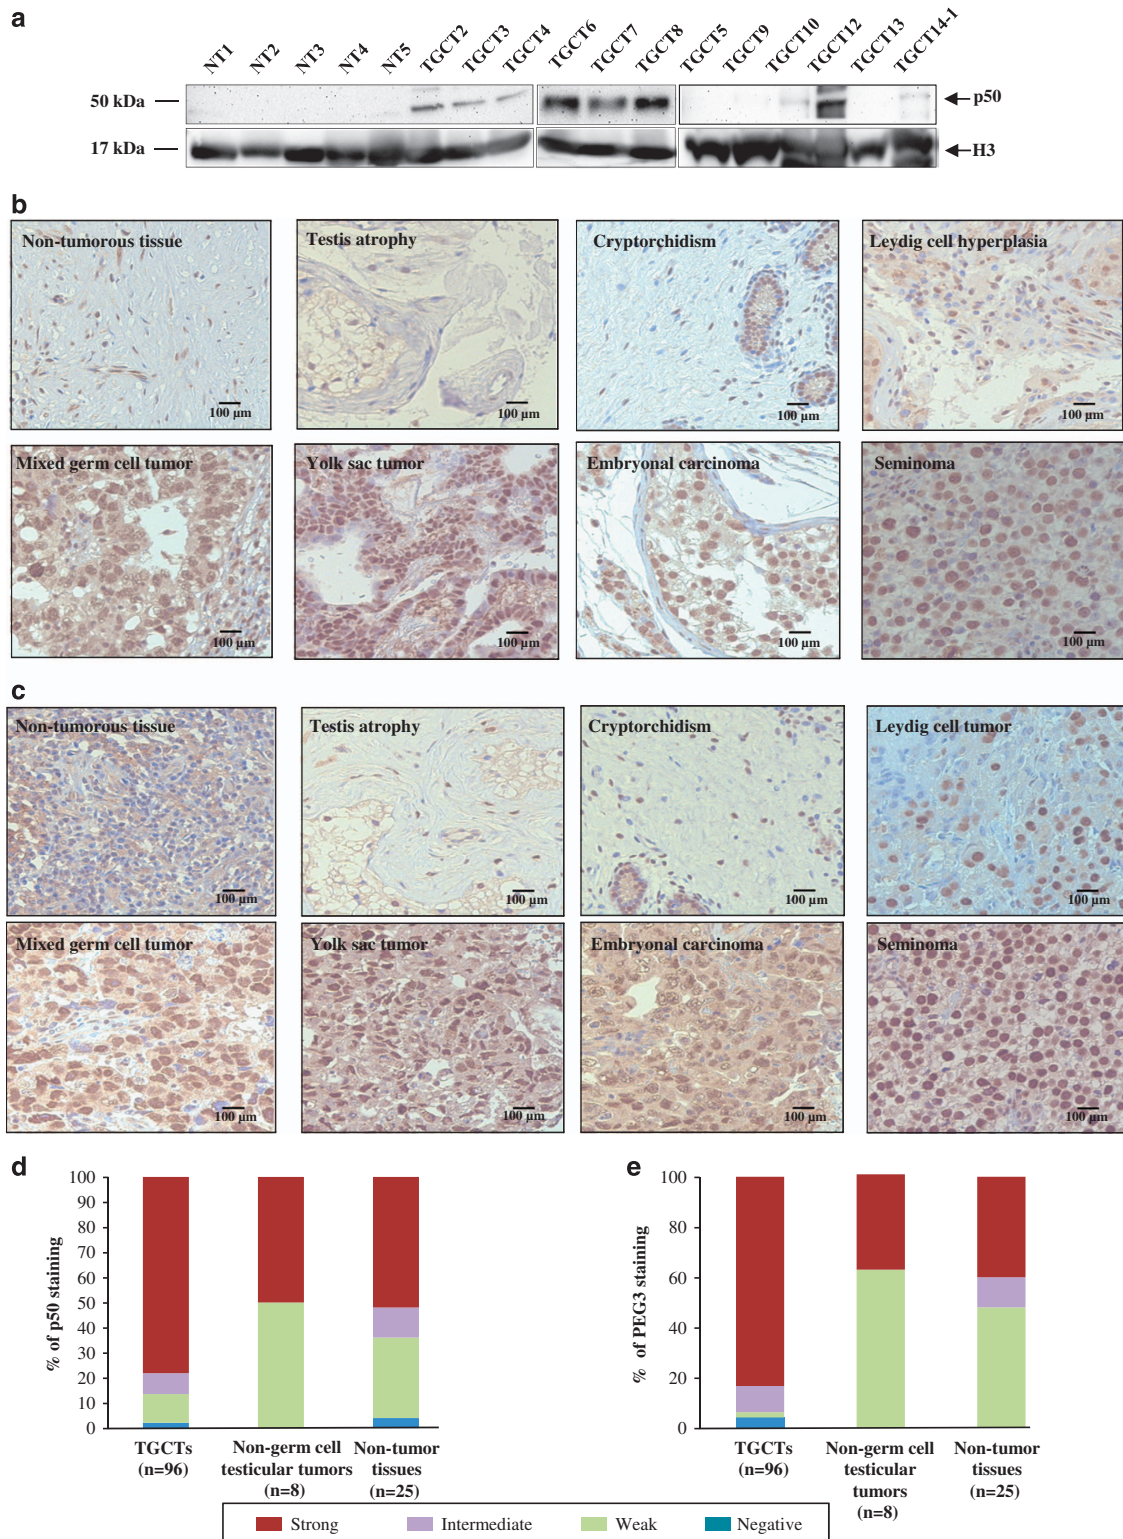 a
NT1 NT2 NT3 NT4 NT5 TGCT2 TGCT3 TGCT4 TGCT6 TGCT7 TGCT8 TGCT5 TGCT9 TGCT10 TGCT12 TGCT13 TGCT14-1
50 kDa
p50
17 kDa
H3
b
Non-tumorous tissue
100 µm
Testis atrophy
100 µm
Cryptorchidism
100 µm
Leydig cell hyperplasia
100 µm
Mixed germ cell tumor
100 µm
Yolk sac tumor
100 µm
Embryonal carcinoma
100 µm
Seminoma
100 µm
c
Non-tumorous tissue
100 µm
Testis atrophy
100 µm
Cryptorchidism
100 µm
Leydig cell tumor
100 µm
Mixed germ cell tumor
100 µm
Yolk sac tumor
100 µm
Embryonal carcinoma
100 µm
Seminoma
100 µm
d
% of p50 staining
100
90
80
70
60
50
40
30
20
10
0
TGCTs
(n=96)
Non-germ cell
testicular tumors
(n=8)
Non-tumor
tissues
(n=25)
e
% of PEG3 staining
100
80
60
40
20
0
TGCTs
(n=96)
Non-germ cell
testicular
tumors
(n=8)
Non-tumor
tissues
(n=25)
Strong Intermediate Weak Negative